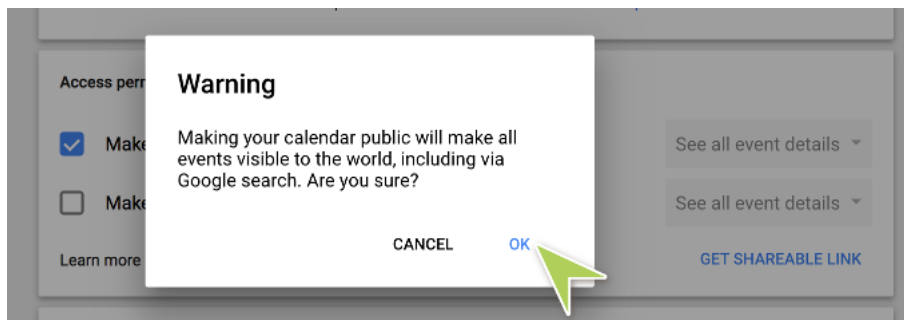 Access perr
Warning
Making your calendar public will make all
events visible to the world, including via
Google search. Are you sure?
Make
See all event details
Make
See all event details
CANCEL OK
Learn more
GET SHAREABLE LINK